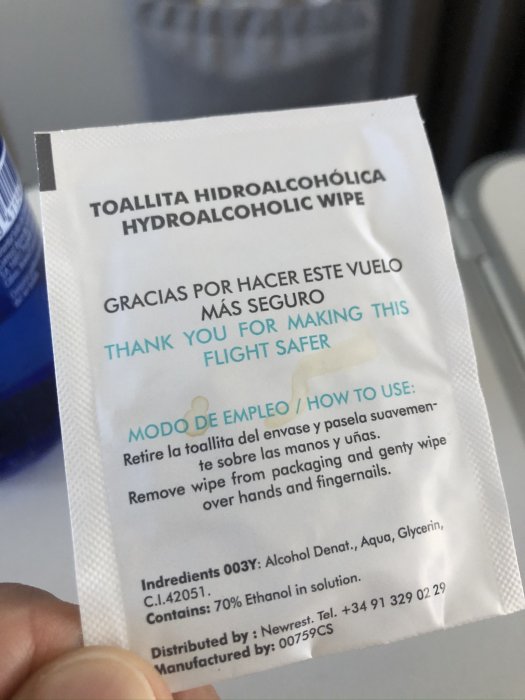 TOALLITA HIDROALCOHÓLICA
HYDROALCOHOLIC WIPE
GRACIAS POR HACER ESTE VUELO
MÁS SEGURO
THANK YOU FOR MAKING THIS
FLIGHT SAFER
MODO DE EMPLEO / HOW TO USE:
Retire la toallita del envase y pasela suavemen-
te sobre las manos y uñas.
Remove wipe from packaging and genty wipe
over hands and fingernails.
Indredients 003Y: Alcohol Denat., Aqua, Glycerin,
C.I.42051.
Contains: 70% Ethanol in solution.
Distributed by : Newrest. Tel. +34 91 329 02 29
Manufactured by: 00759CS